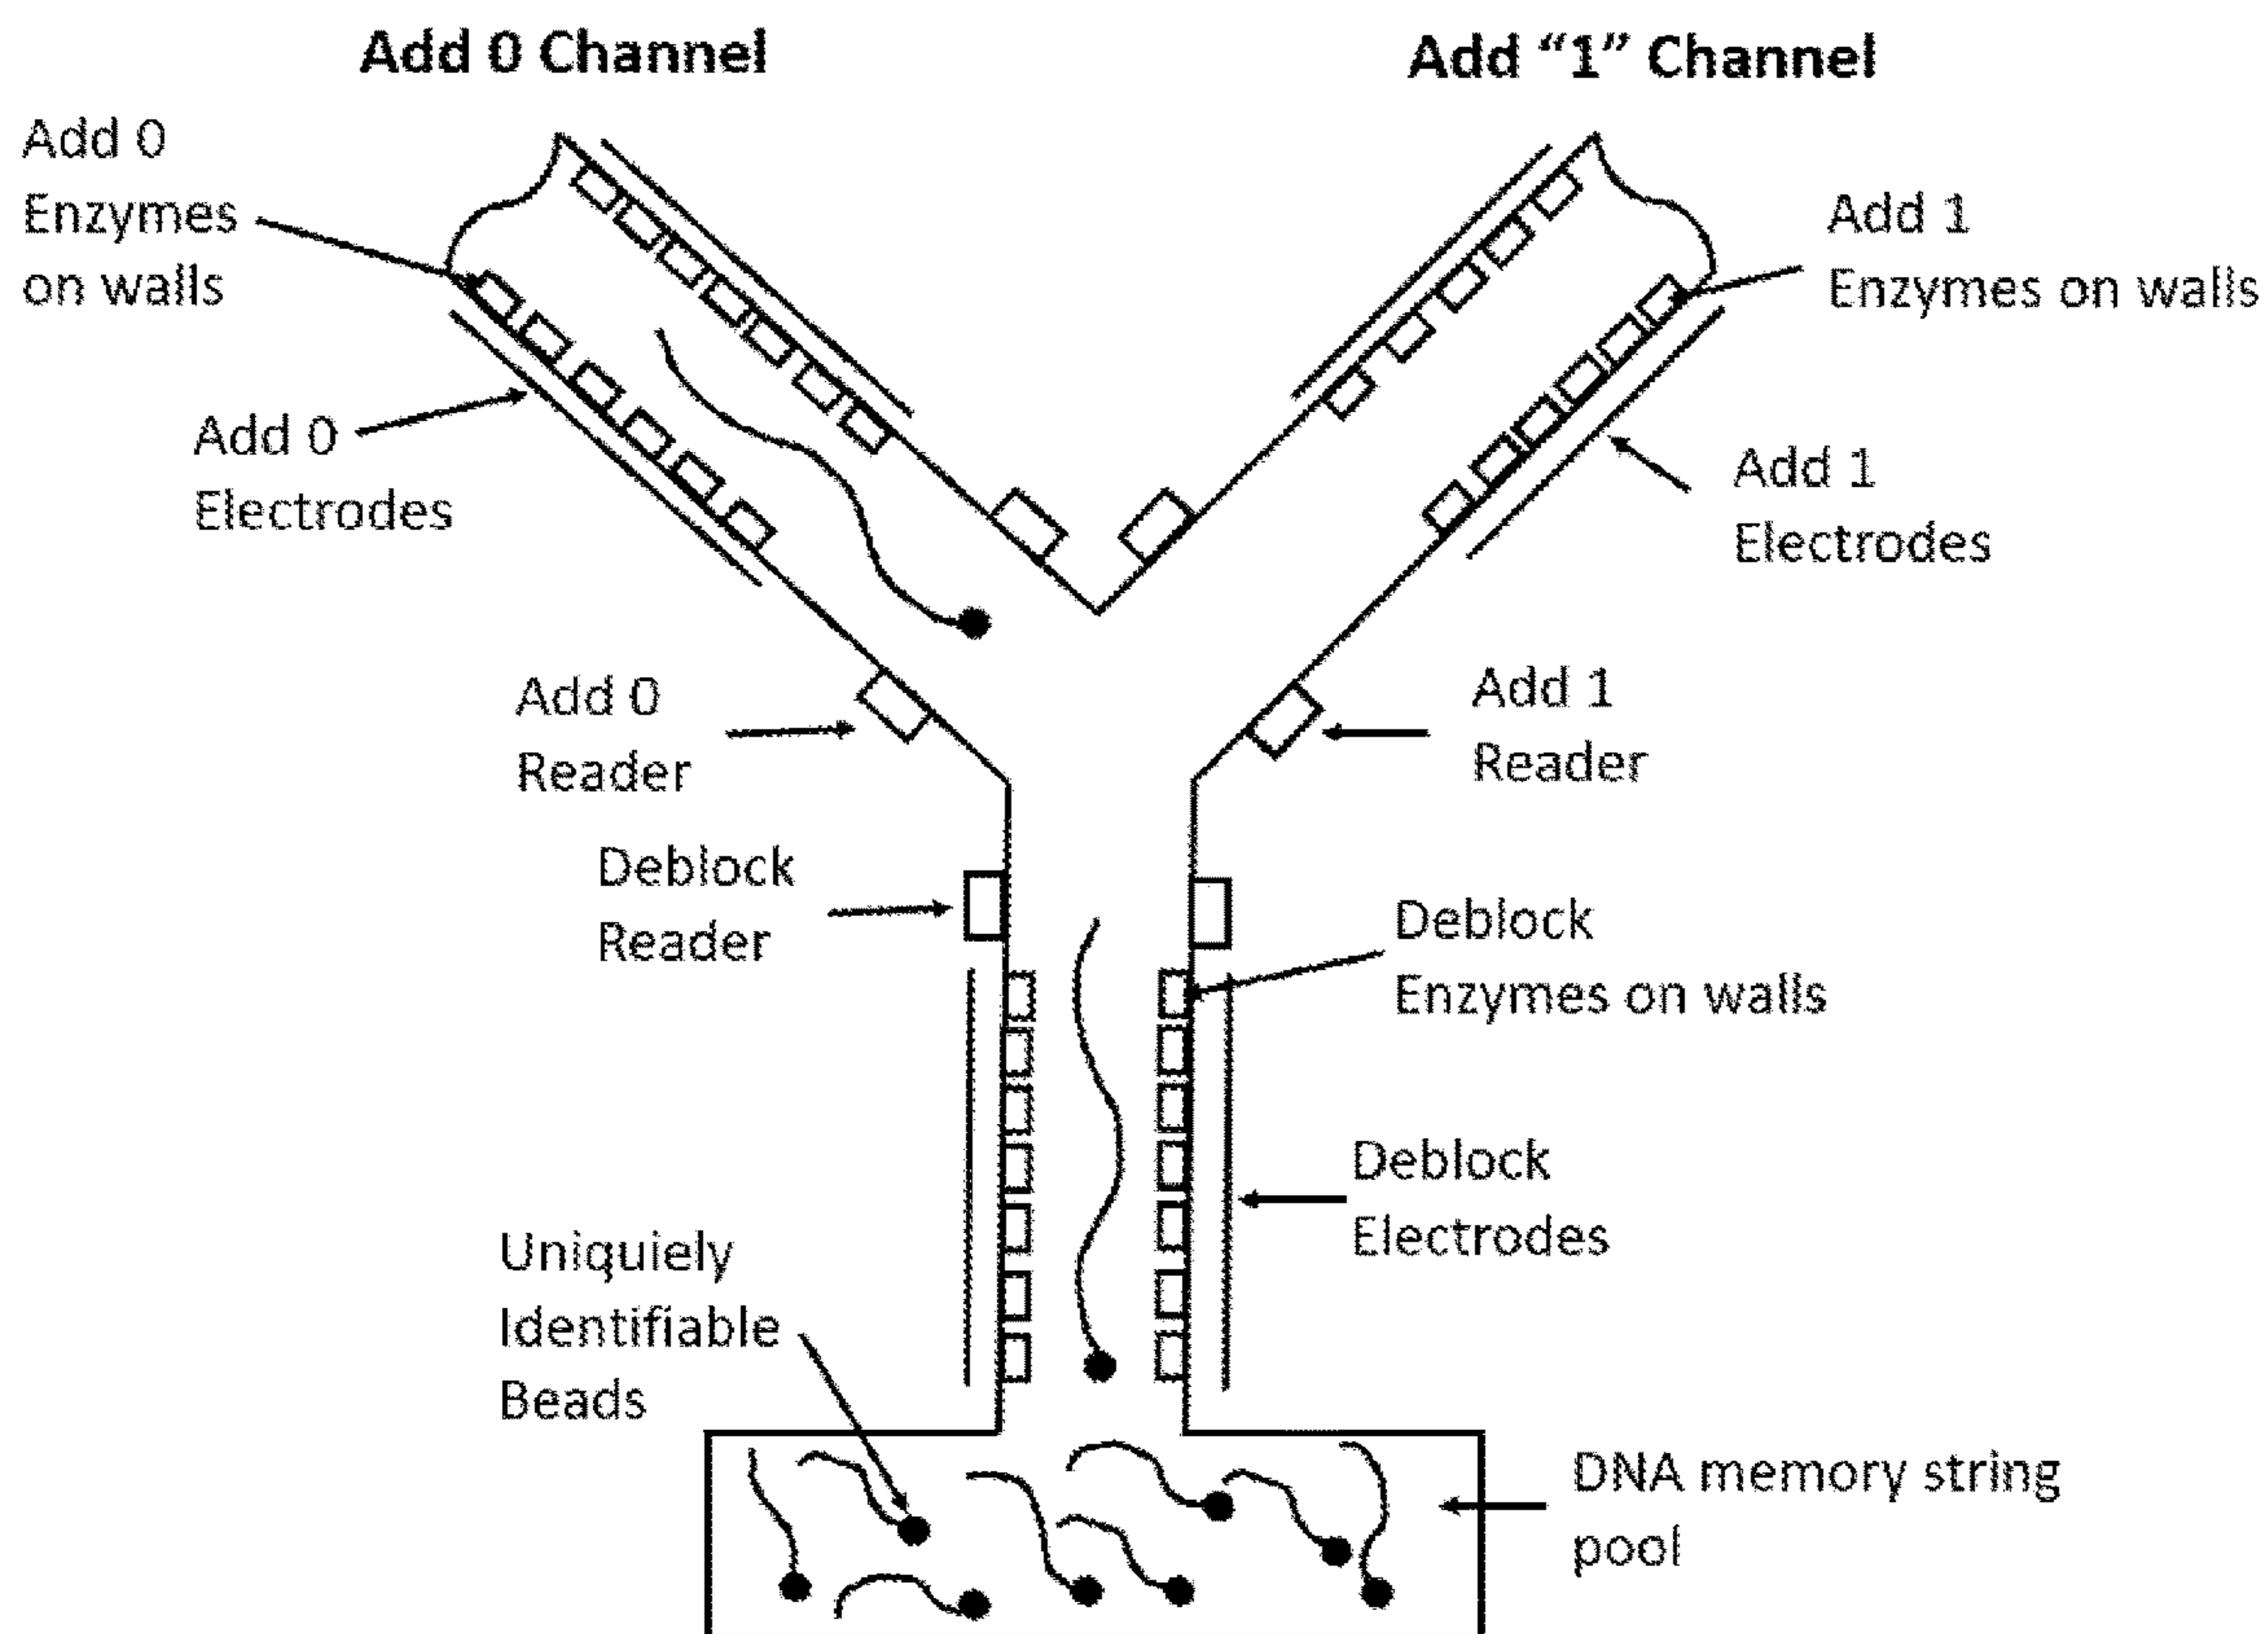 Add 0 Channel
Add “1” Channel
Add 0
Enzymes
on walls
Add 1
Enzymes on walls
Add 0
Electrodes
Add 1
Electrodes
Add 0
Reader
Add 1
Reader
Deblock
Reader
Deblock
Enzymes on walls
Deblock
Electrodes
Uniquiely
Identifiable
Beads
DNA memory string
pool